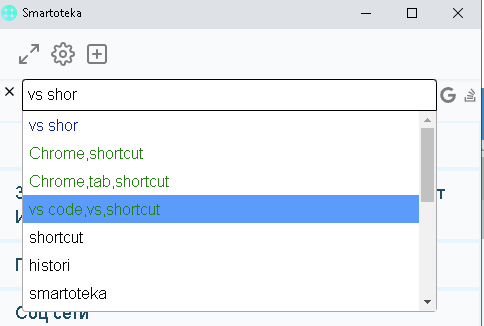 Smartoteka
vs shor
vs shor
Chrome,shortcut
Chrome,tab,shortcut
vs code,vs,shortcut
shortcut
histori
smartoteka
Соц сети